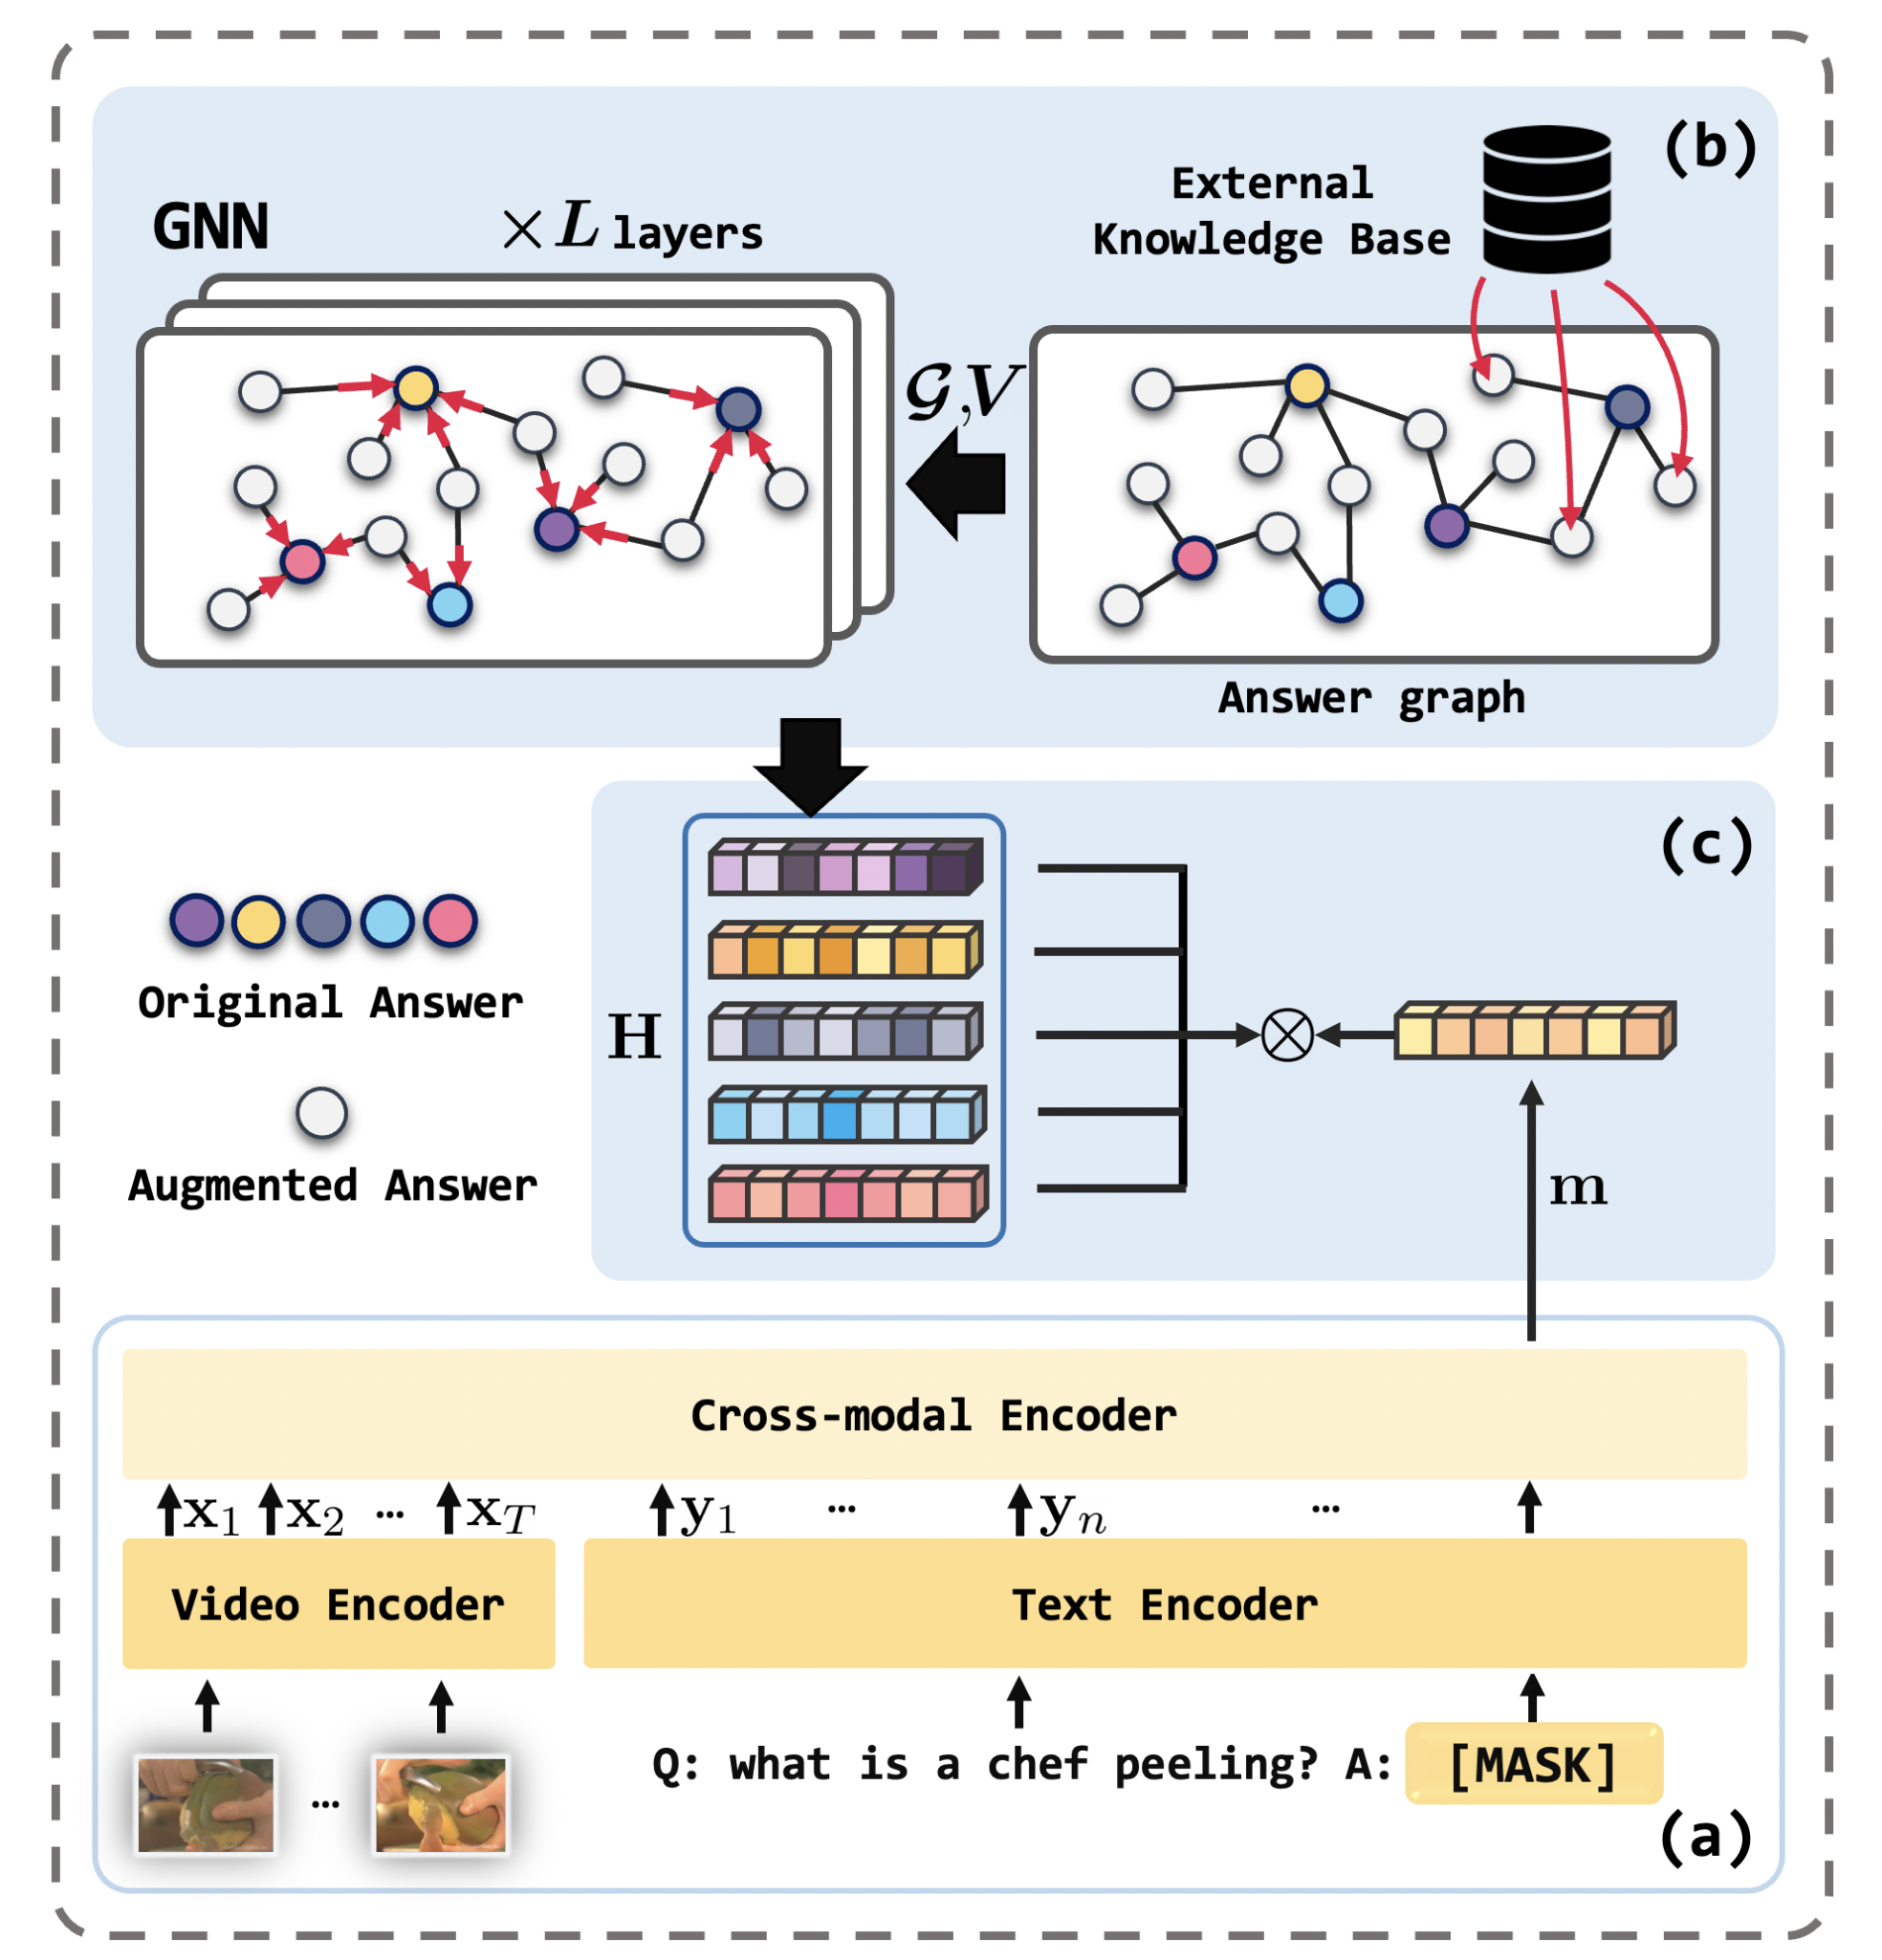 (b)
External
Knowledge Base
GNN
× L layers
𝒢,V
Answer graph
(c)
Original Answer
H
Augmented Answer
m
Cross-modal Encoder
x₁ x₂ ... x_T y₁ ... yₙ ...
Video Encoder
Text Encoder
... Q: what is a chef peeling? A: [MASK]
(a)